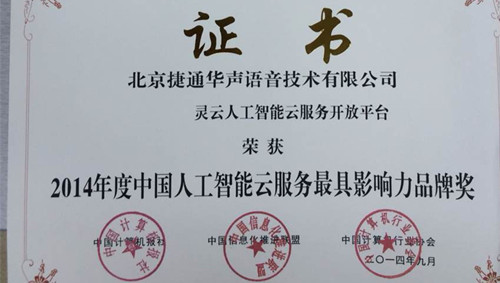 证书
北京捷通华声语音技术有限公司
灵云人工智能云服务开放平台
荣获
2014年度中国人工智能云服务最具影响力品牌奖
中国计算机报社 中国信息化推进联盟 中国计算机行业协会
二〇一四年九月